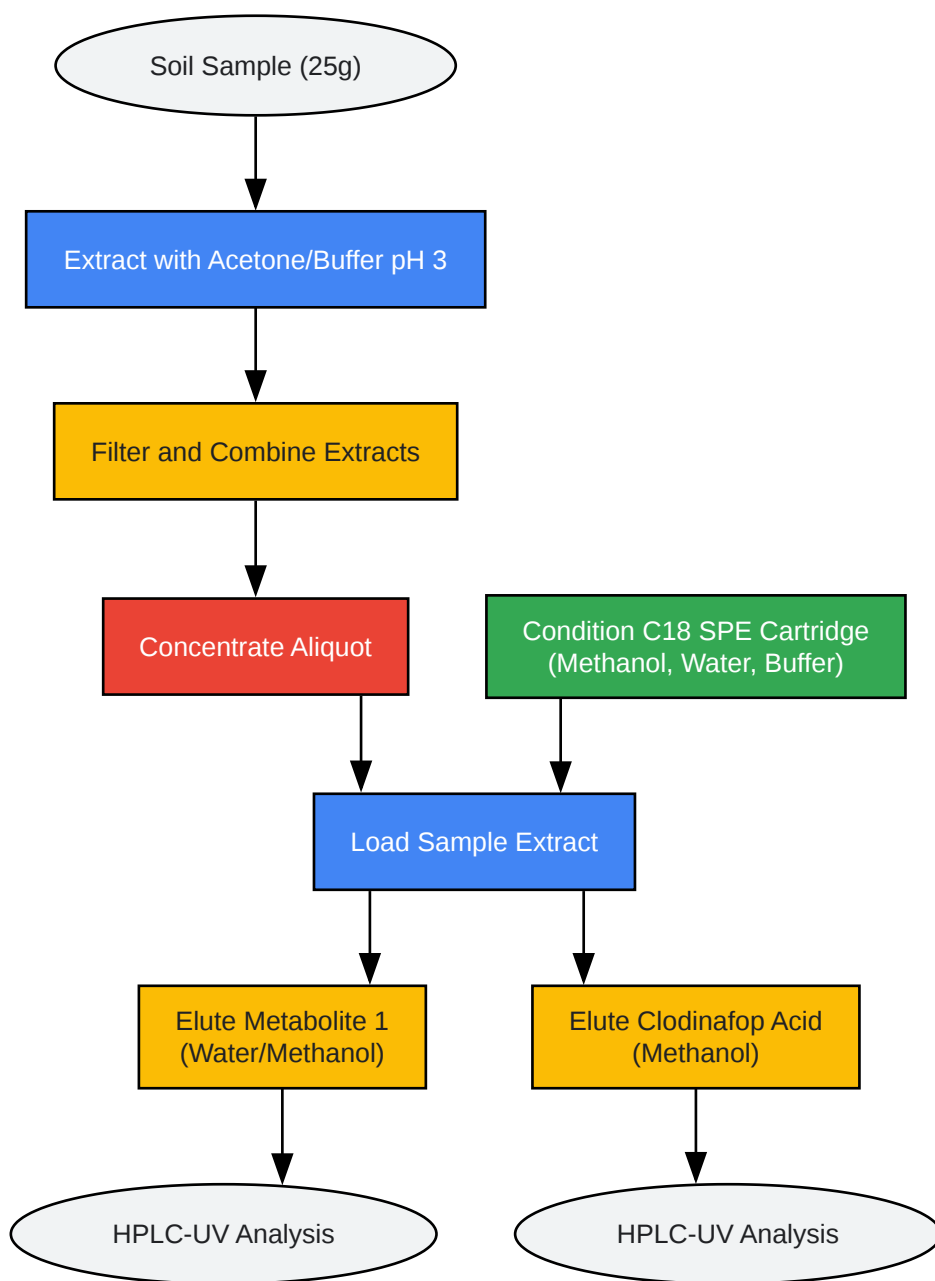 Soil Sample (25g)
Extract with Acetone/Buffer pH 3
Filter and Combine Extracts
Concentrate Aliquot
Condition C18 SPE Cartridge
(Methanol, Water, Buffer)
Load Sample Extract
Elute Metabolite 1
(Water/Methanol)
Elute Clodinafop Acid
(Methanol)
HPLC-UV Analysis
HPLC-UV Analysis